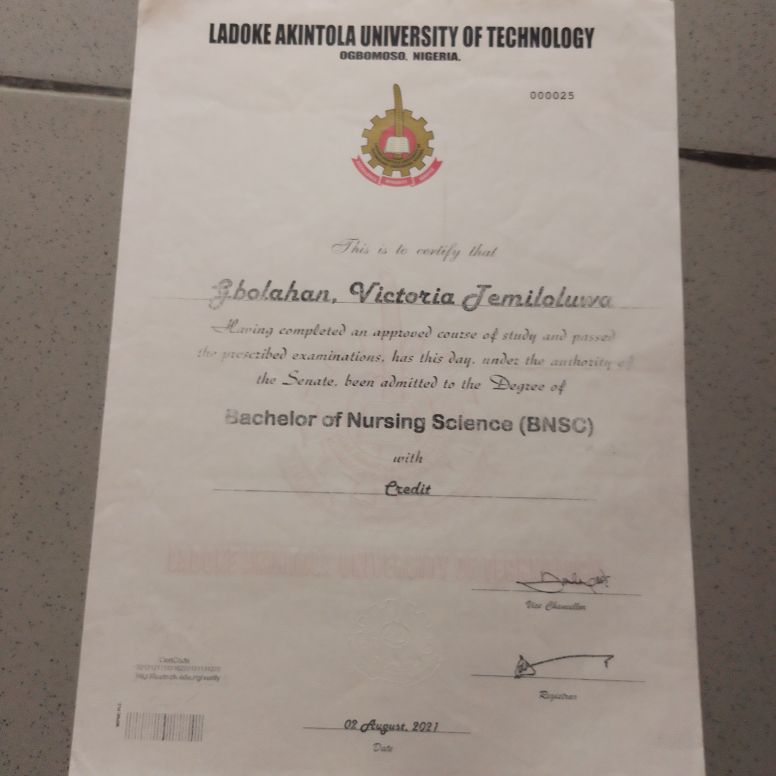 LADOKE AKINTOLA UNIVERSITY OF TECHNOLOGY
OGBOMOSO, NIGERIA.
000025
This is to certify that
Gbolahan, Victoria Temiloluwa
Having completed an approved course of study and passed
the prescribed examinations, has this day, under the authority of
the Senate, been admitted to the Degree of
Bachelor of Nursing Science (BNSC)
with
Credit
Vice Chancellor
Registrar
CertCode
02 August, 2021
Date